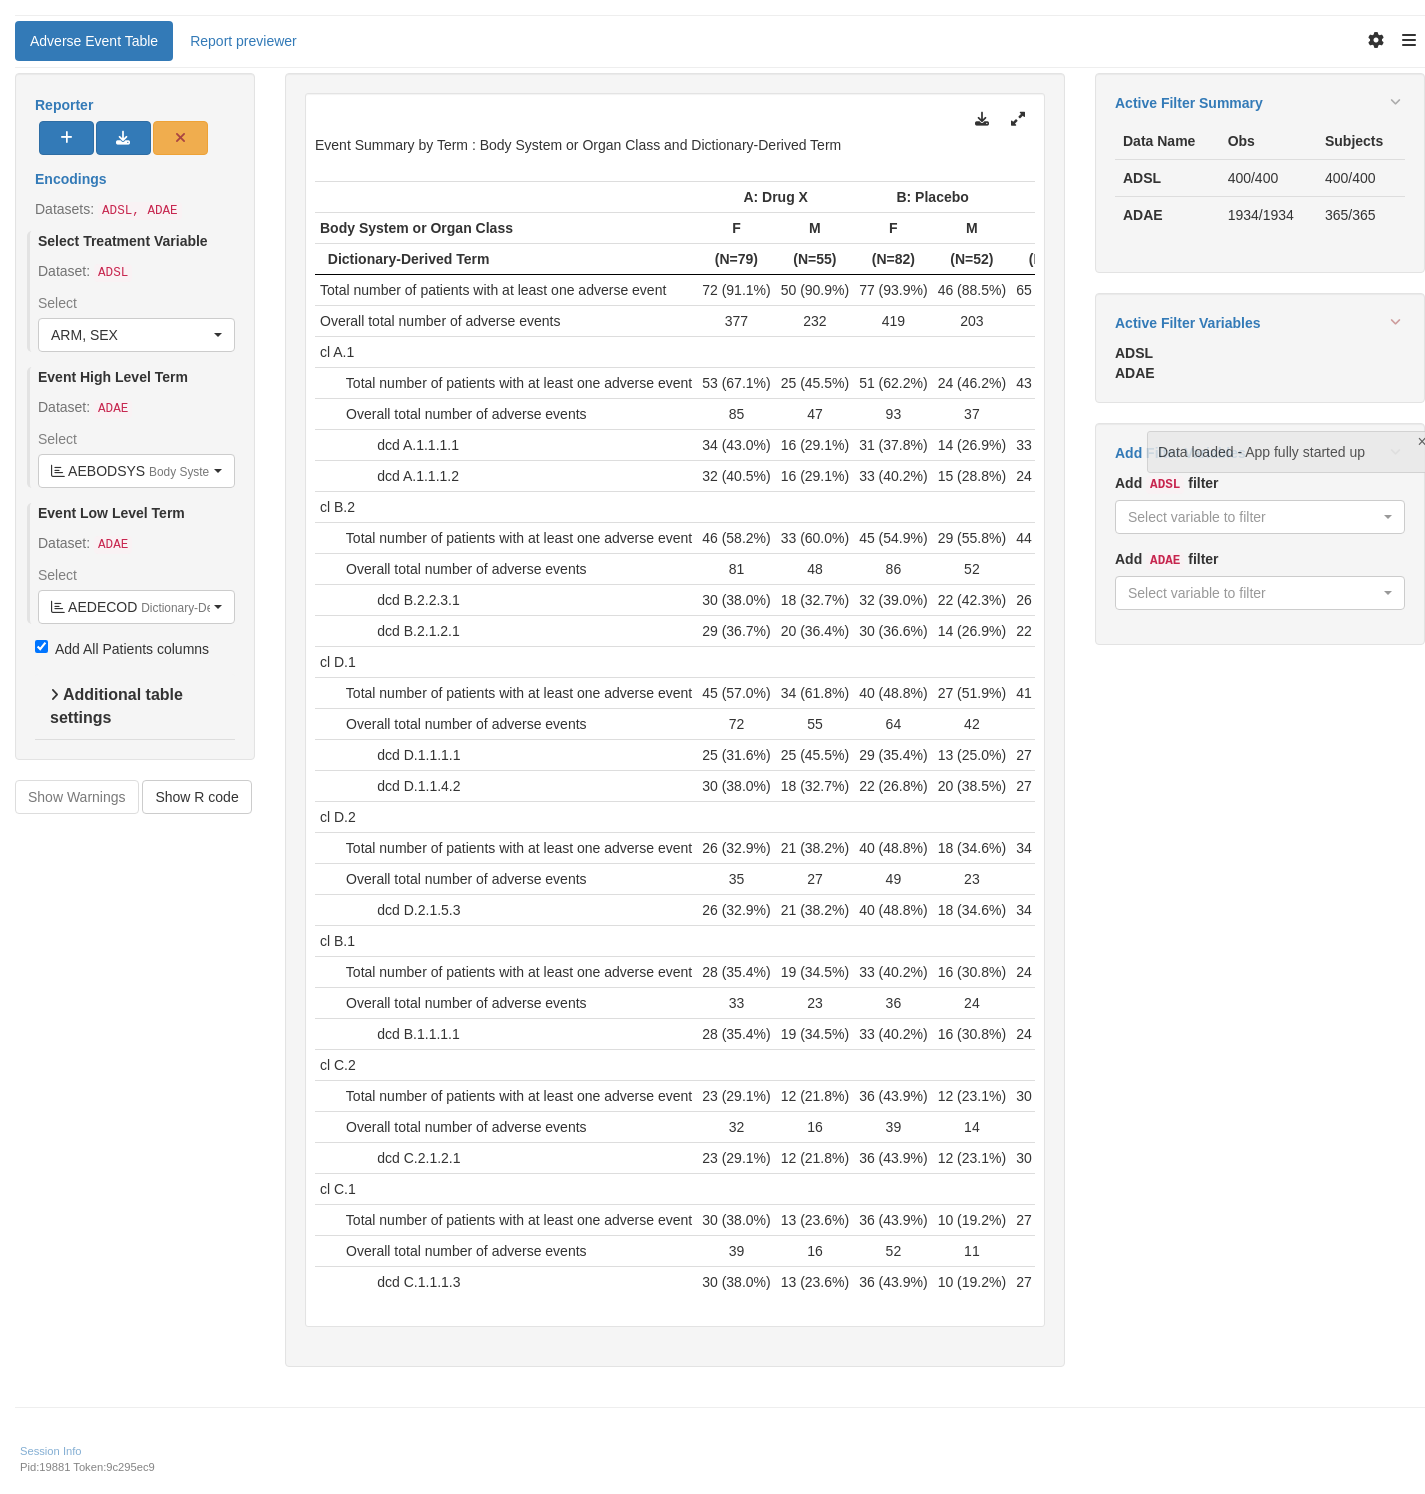 Adverse Event Table Report previewer
Reporter
Encodings
Datasets: ADSL, ADAE
Select Treatment Variable
Dataset: ADSL
Select
ARM, SEX
Event High Level Term
Dataset: ADAE
Select
AEBODSYS Body Syste
Event Low Level Term
Dataset: ADAE
Select
AEDECOD Dictionary-De
Add All Patients columns
Additional table
settings
Show Warnings Show R code
Event Summary by Term : Body System or Organ Class and Dictionary-Derived Term
A: Drug X B: Placebo
Body System or Organ Class F M F M
Dictionary-Derived Term (N=79) (N=55) (N=82) (N=52) (
Total number of patients with at least one adverse event 72 (91.1%) 50 (90.9%) 77 (93.9%) 46 (88.5%) 65
Overall total number of adverse events 377 232 419 203
cl A.1
Total number of patients with at least one adverse event 53 (67.1%) 25 (45.5%) 51 (62.2%) 24 (46.2%) 43
Overall total number of adverse events 85 47 93 37
dcd A.1.1.1.1 34 (43.0%) 16 (29.1%) 31 (37.8%) 14 (26.9%) 33
dcd A.1.1.1.2 32 (40.5%) 16 (29.1%) 33 (40.2%) 15 (28.8%) 24
cl B.2
Total number of patients with at least one adverse event 46 (58.2%) 33 (60.0%) 45 (54.9%) 29 (55.8%) 44
Overall total number of adverse events 81 48 86 52
dcd B.2.2.3.1 30 (38.0%) 18 (32.7%) 32 (39.0%) 22 (42.3%) 26
dcd B.2.1.2.1 29 (36.7%) 20 (36.4%) 30 (36.6%) 14 (26.9%) 22
cl D.1
Total number of patients with at least one adverse event 45 (57.0%) 34 (61.8%) 40 (48.8%) 27 (51.9%) 41
Overall total number of adverse events 72 55 64 42
dcd D.1.1.1.1 25 (31.6%) 25 (45.5%) 29 (35.4%) 13 (25.0%) 27
dcd D.1.1.4.2 30 (38.0%) 18 (32.7%) 22 (26.8%) 20 (38.5%) 27
cl D.2
Total number of patients with at least one adverse event 26 (32.9%) 21 (38.2%) 40 (48.8%) 18 (34.6%) 34
Overall total number of adverse events 35 27 49 23
dcd D.2.1.5.3 26 (32.9%) 21 (38.2%) 40 (48.8%) 18 (34.6%) 34
cl B.1
Total number of patients with at least one adverse event 28 (35.4%) 19 (34.5%) 33 (40.2%) 16 (30.8%) 24
Overall total number of adverse events 33 23 36 24
dcd B.1.1.1.1 28 (35.4%) 19 (34.5%) 33 (40.2%) 16 (30.8%) 24
cl C.2
Total number of patients with at least one adverse event 23 (29.1%) 12 (21.8%) 36 (43.9%) 12 (23.1%) 30
Overall total number of adverse events 32 16 39 14
dcd C.2.1.2.1 23 (29.1%) 12 (21.8%) 36 (43.9%) 12 (23.1%) 30
cl C.1
Total number of patients with at least one adverse event 30 (38.0%) 13 (23.6%) 36 (43.9%) 10 (19.2%) 27
Overall total number of adverse events 39 16 52 11
dcd C.1.1.1.3 30 (38.0%) 13 (23.6%) 36 (43.9%) 10 (19.2%) 27
Active Filter Summary
Data Name Obs Subjects
ADSL 400/400 400/400
ADAE 1934/1934 365/365
Active Filter Variables
ADSL
ADAE
Add
Data loaded - App fully started up ×
Add ADSL filter
Select variable to filter
Add ADAE filter
Select variable to filter
Session Info
Pid:19881 Token:9c295ec9